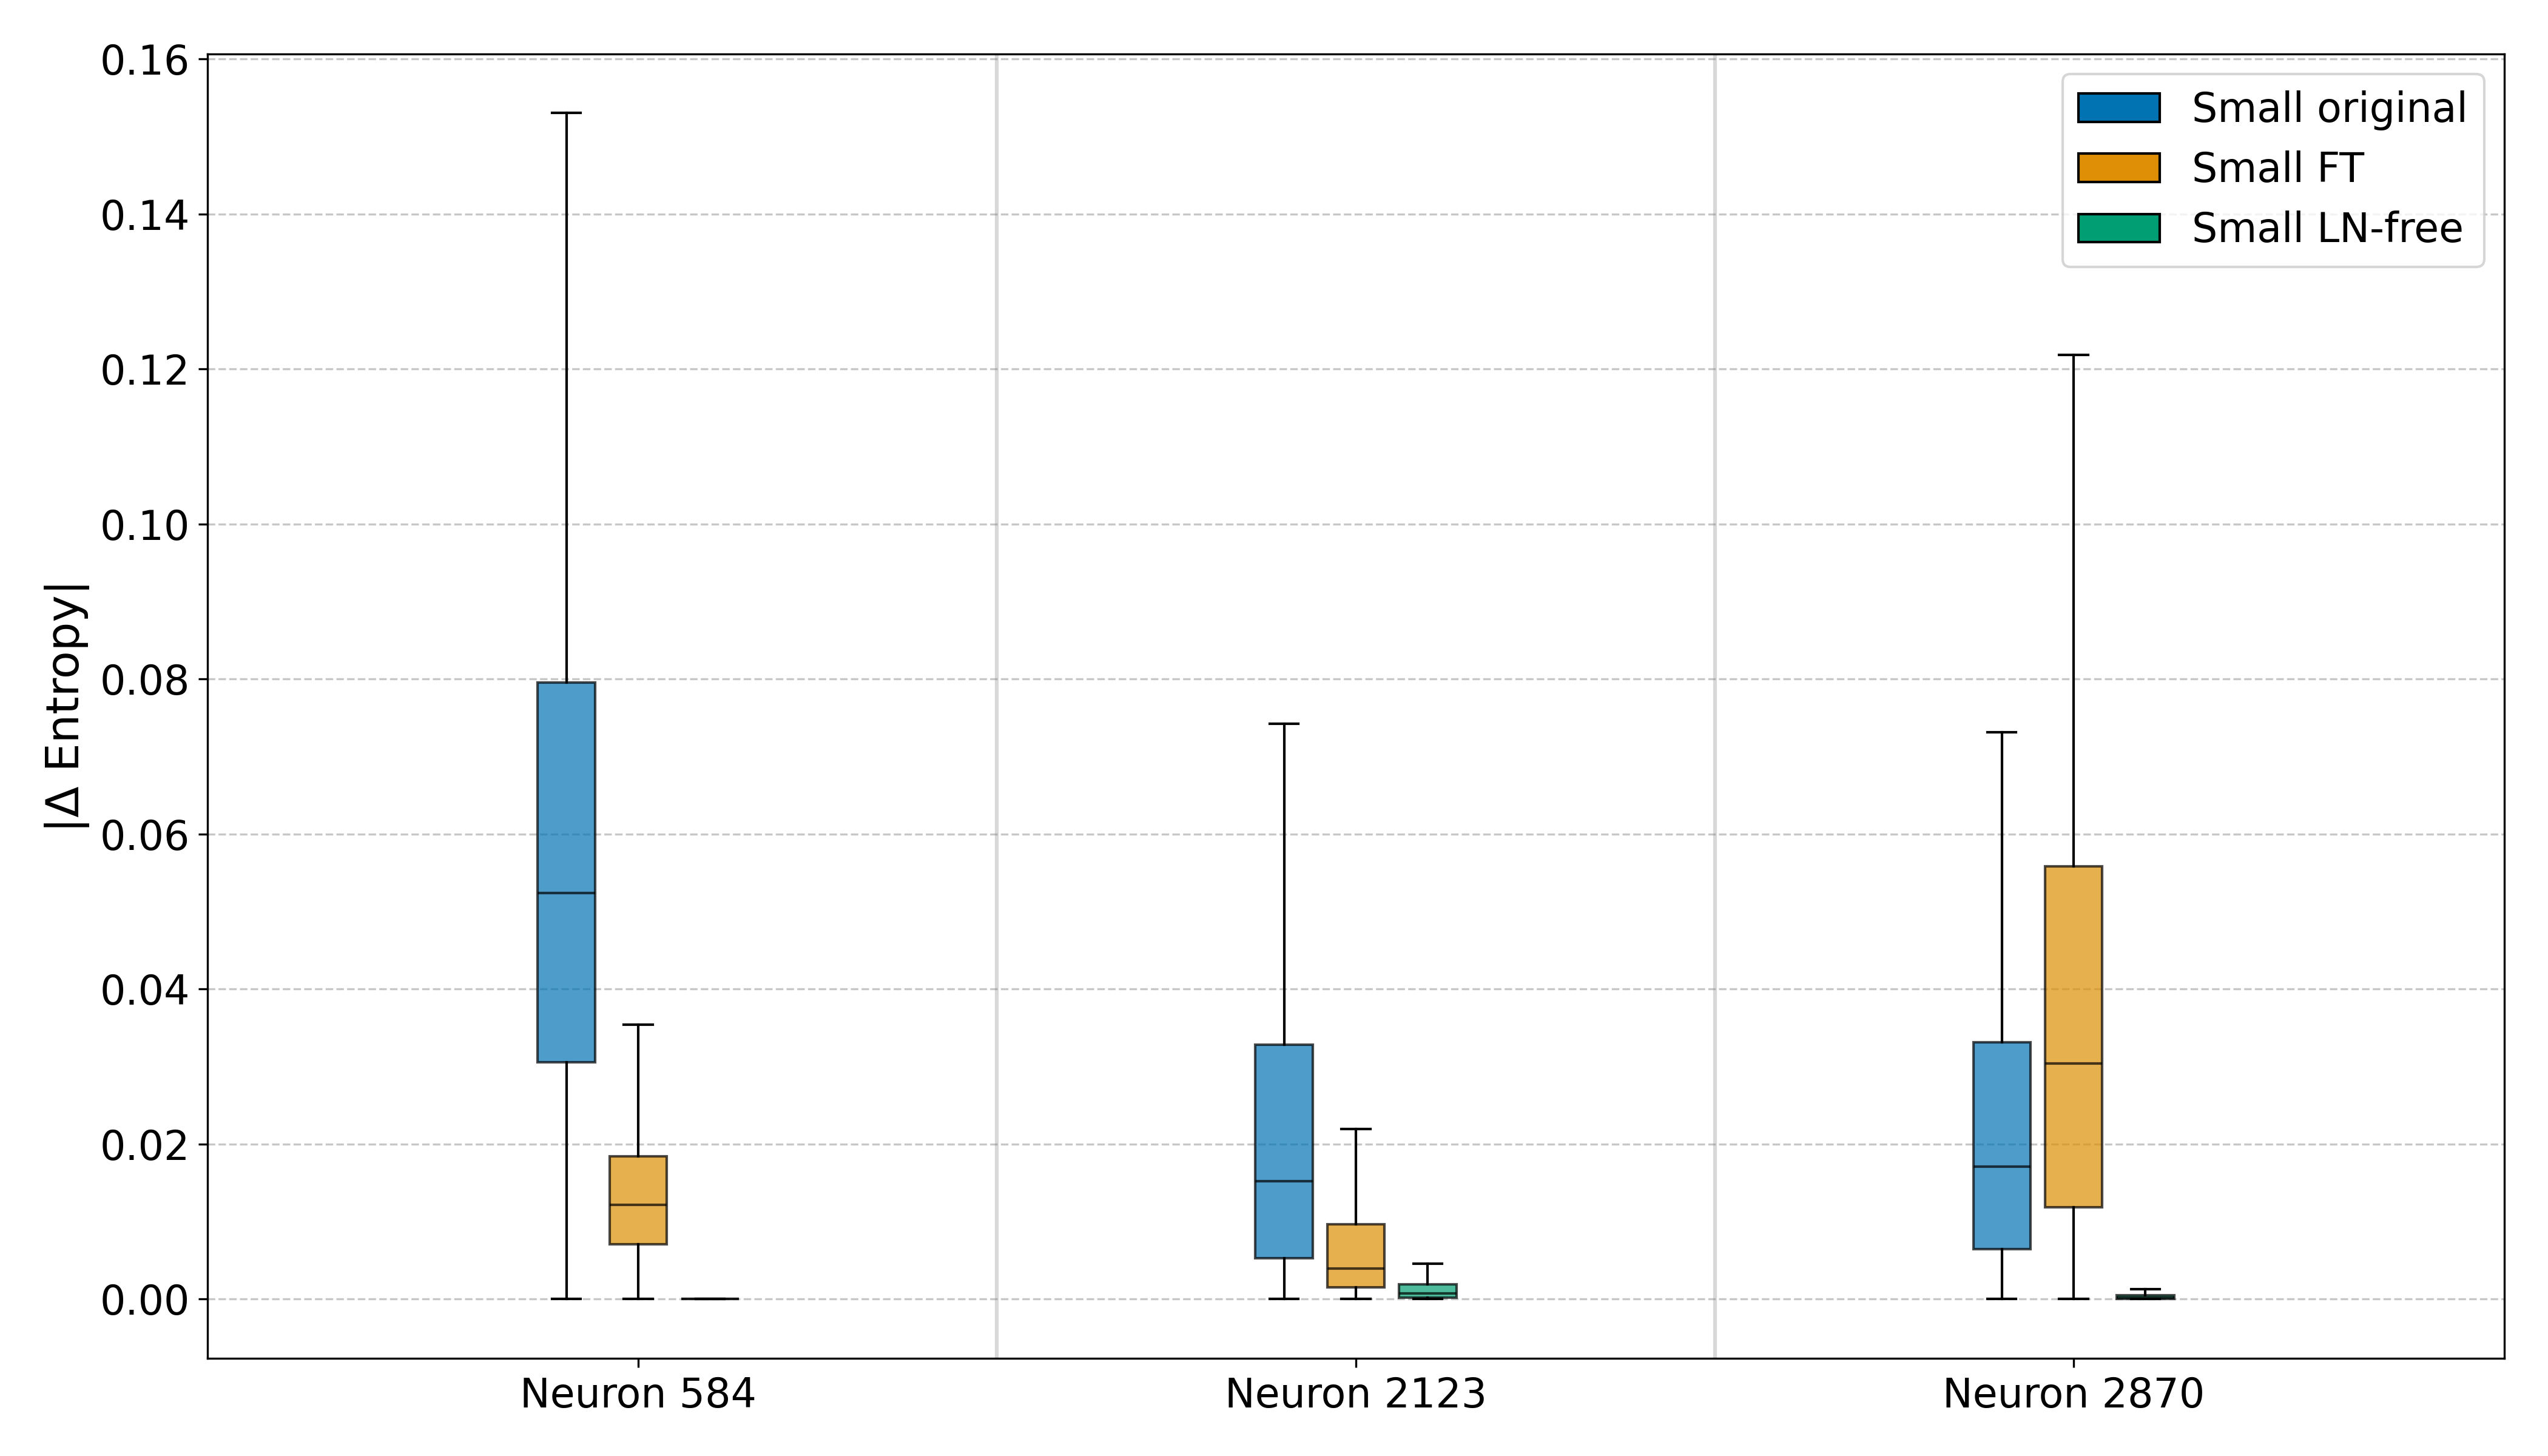 0.16
0.14
0.12
0.10
0.08
0.06
0.04
0.02
0.00
|Δ Entropy|
Small original
Small FT
Small LN-free
Neuron 584
Neuron 2123
Neuron 2870